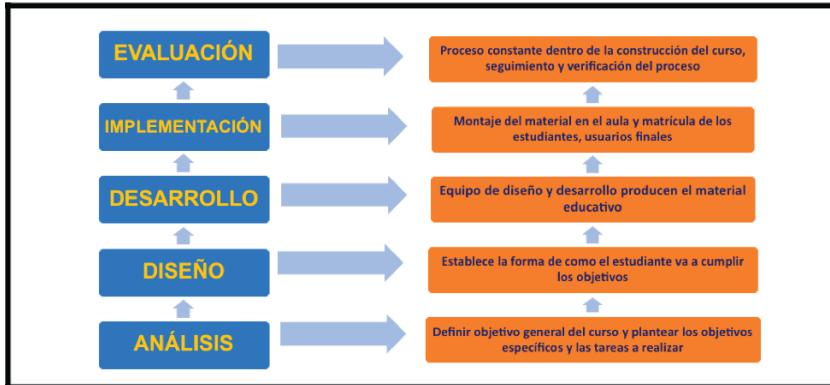 EVALUACIÓN
Proceso constante dentro de la construcción del curso,
seguimiento y verificación del proceso
IMPLEMENTACIÓN
Montaje del material en el aula y matrícula de los
estudiantes, usuarios finales
DESARROLLO
Equipo de diseño y desarrollo producen el material
educativo
DISEÑO
Establece la forma de como el estudiante va a cumplir
los objetivos
ANÁLISIS
Definir objetivo general del curso y plantear los objetivos
específicos y las tareas a realizar